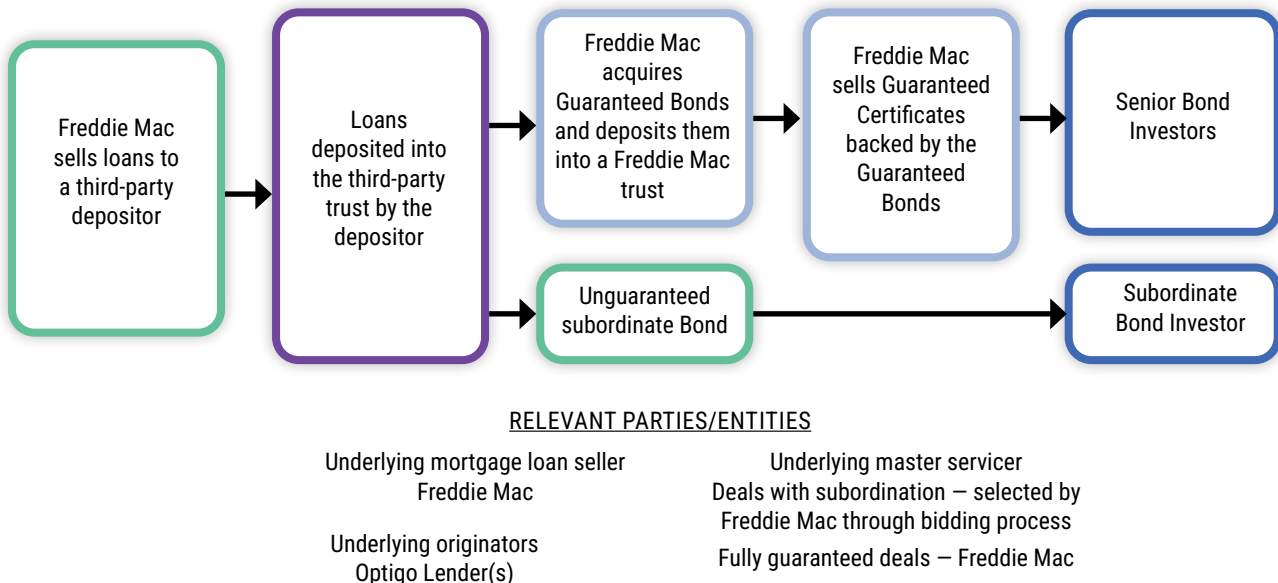 Freddie Mac
sells loans to
a third-party
depositor
Loans
deposited into
the third-party
trust by the
depositor
Freddie Mac
acquires
Guaranteed Bonds
and deposits them
into a Freddie Mac
trust
Freddie Mac
sells Guaranteed
Certificates
backed by the
Guaranteed
Bonds
Senior Bond
Investors
Unguaranteed
subordinate Bond
Subordinate
Bond Investor
RELEVANT PARTIES/ENTITIES
Underlying mortgage loan seller
Freddie Mac
Underlying originators
Optigo Lender(s)
Underlying master servicer
Deals with subordination — selected by
Freddie Mac through bidding process
Fully guaranteed deals — Freddie Mac